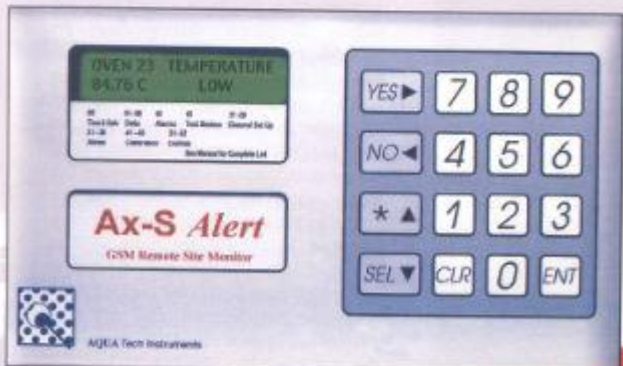 OVEN 23 TEMPERATURE
84.76 C LOW
See Manual for Complete List
Ax-S Alert
GSM Remote Site Monitor
AQUA Tech Instruments
YES ▶ 7 8 9
NO ◀ 4 5 6
* ▲ 1 2 3
SEL ▼ CLR 0 ENT